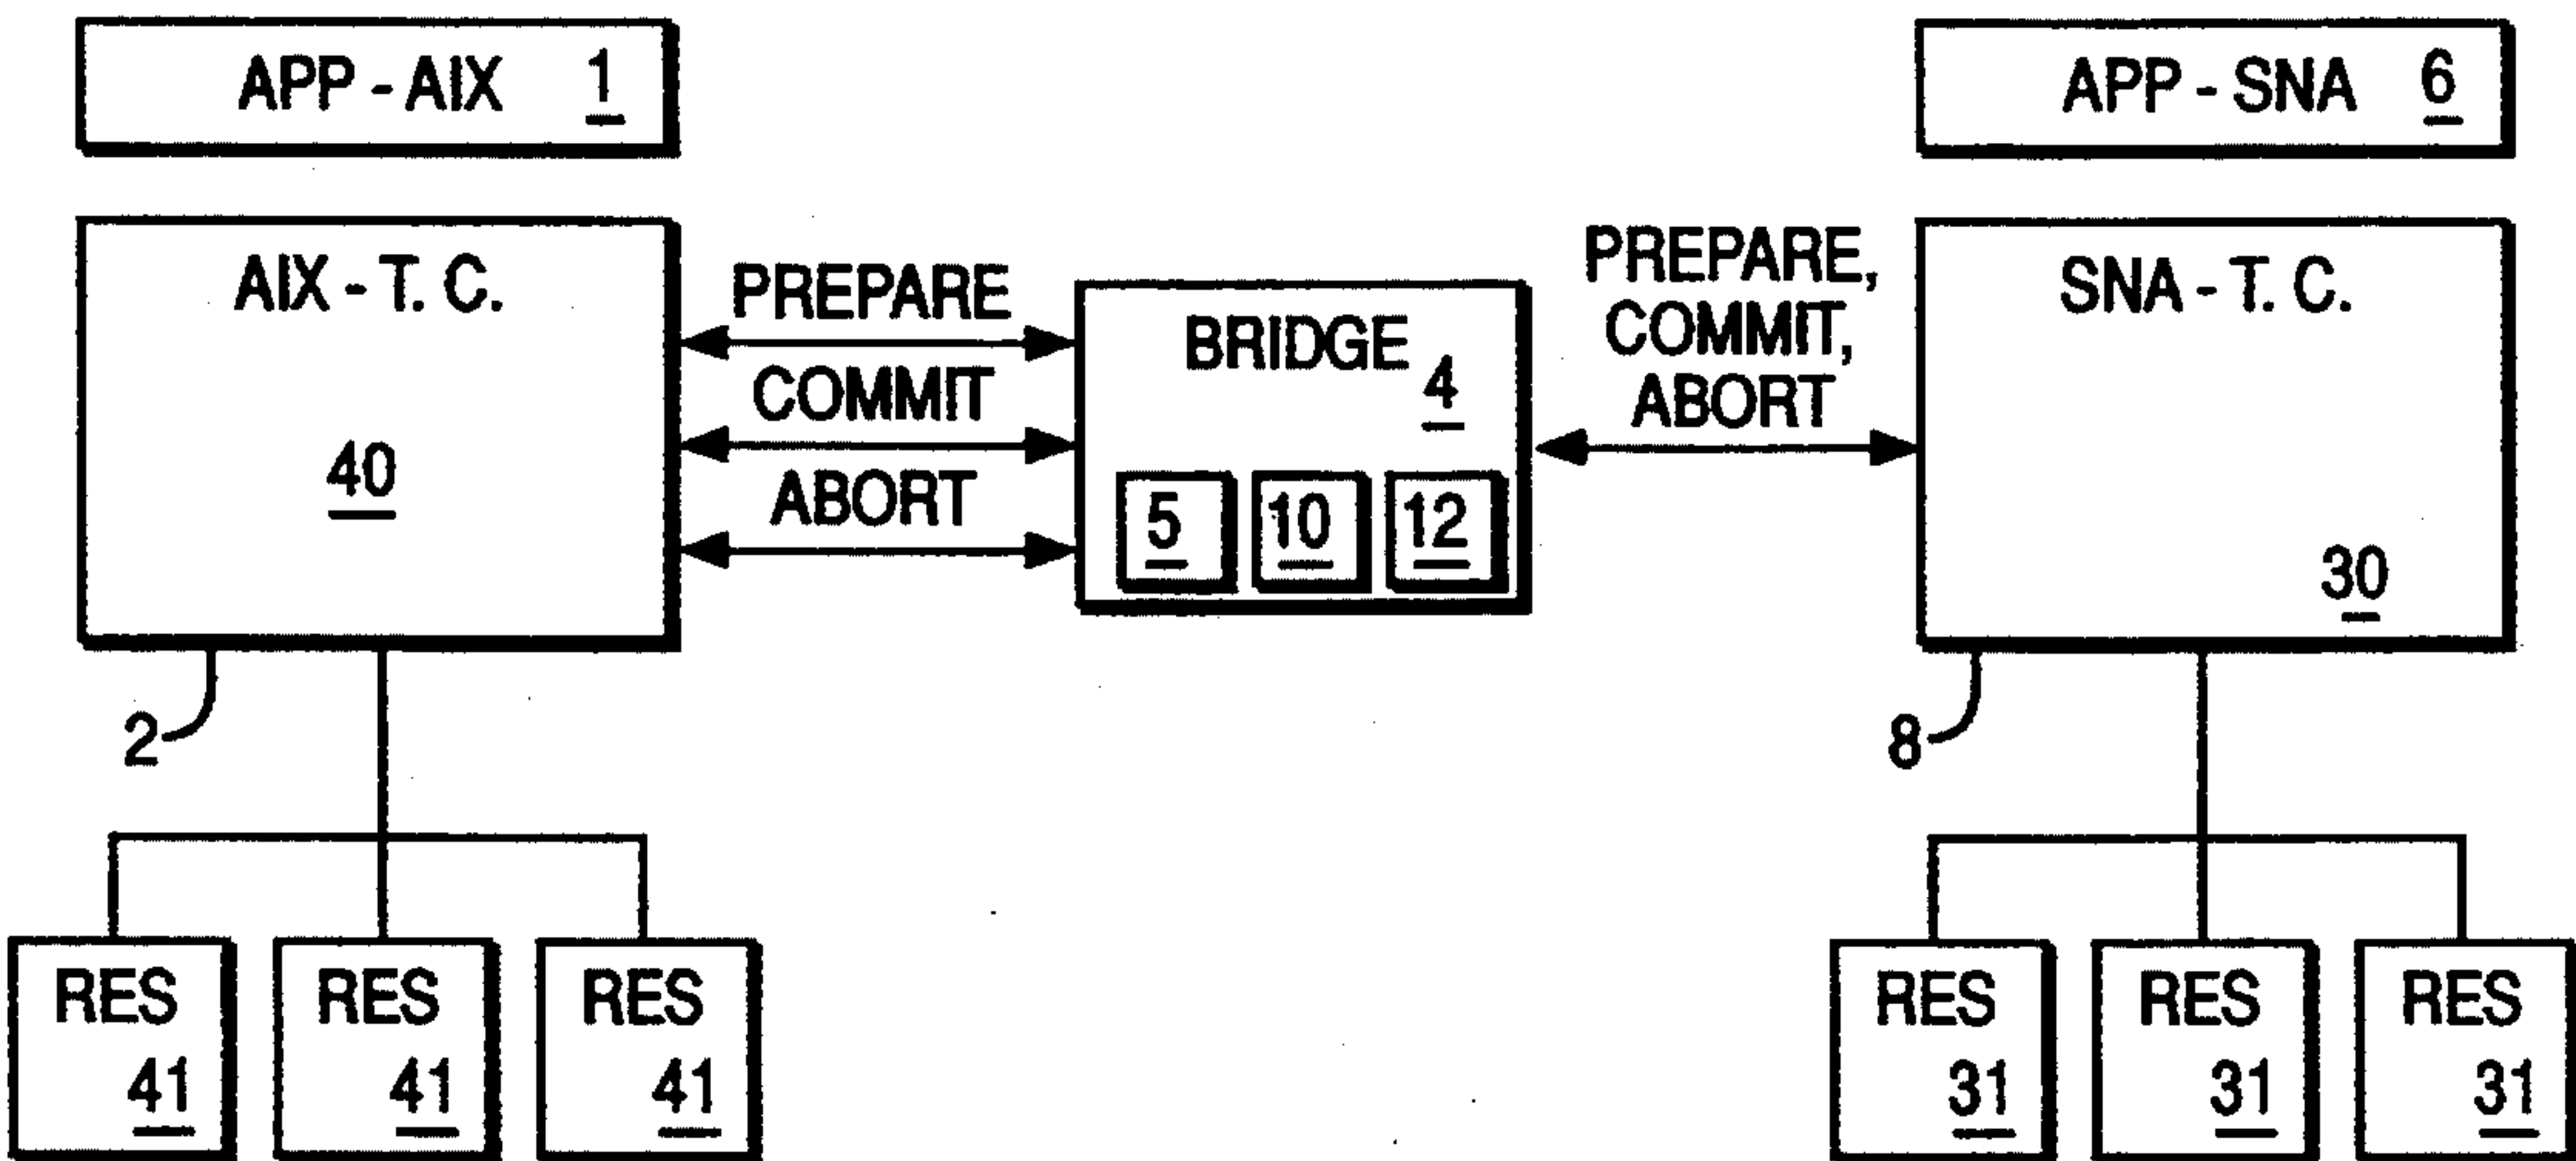 APP - AIX 1
APP - SNA 6
AIX - T. C.
40
2
PREPARE
COMMIT
ABORT
BRIDGE
4
5 10 12
PREPARE,
COMMIT,
ABORT
SNA - T. C.
30
8
RES
41
RES
41
RES
41
RES
31
RES
31
RES
31